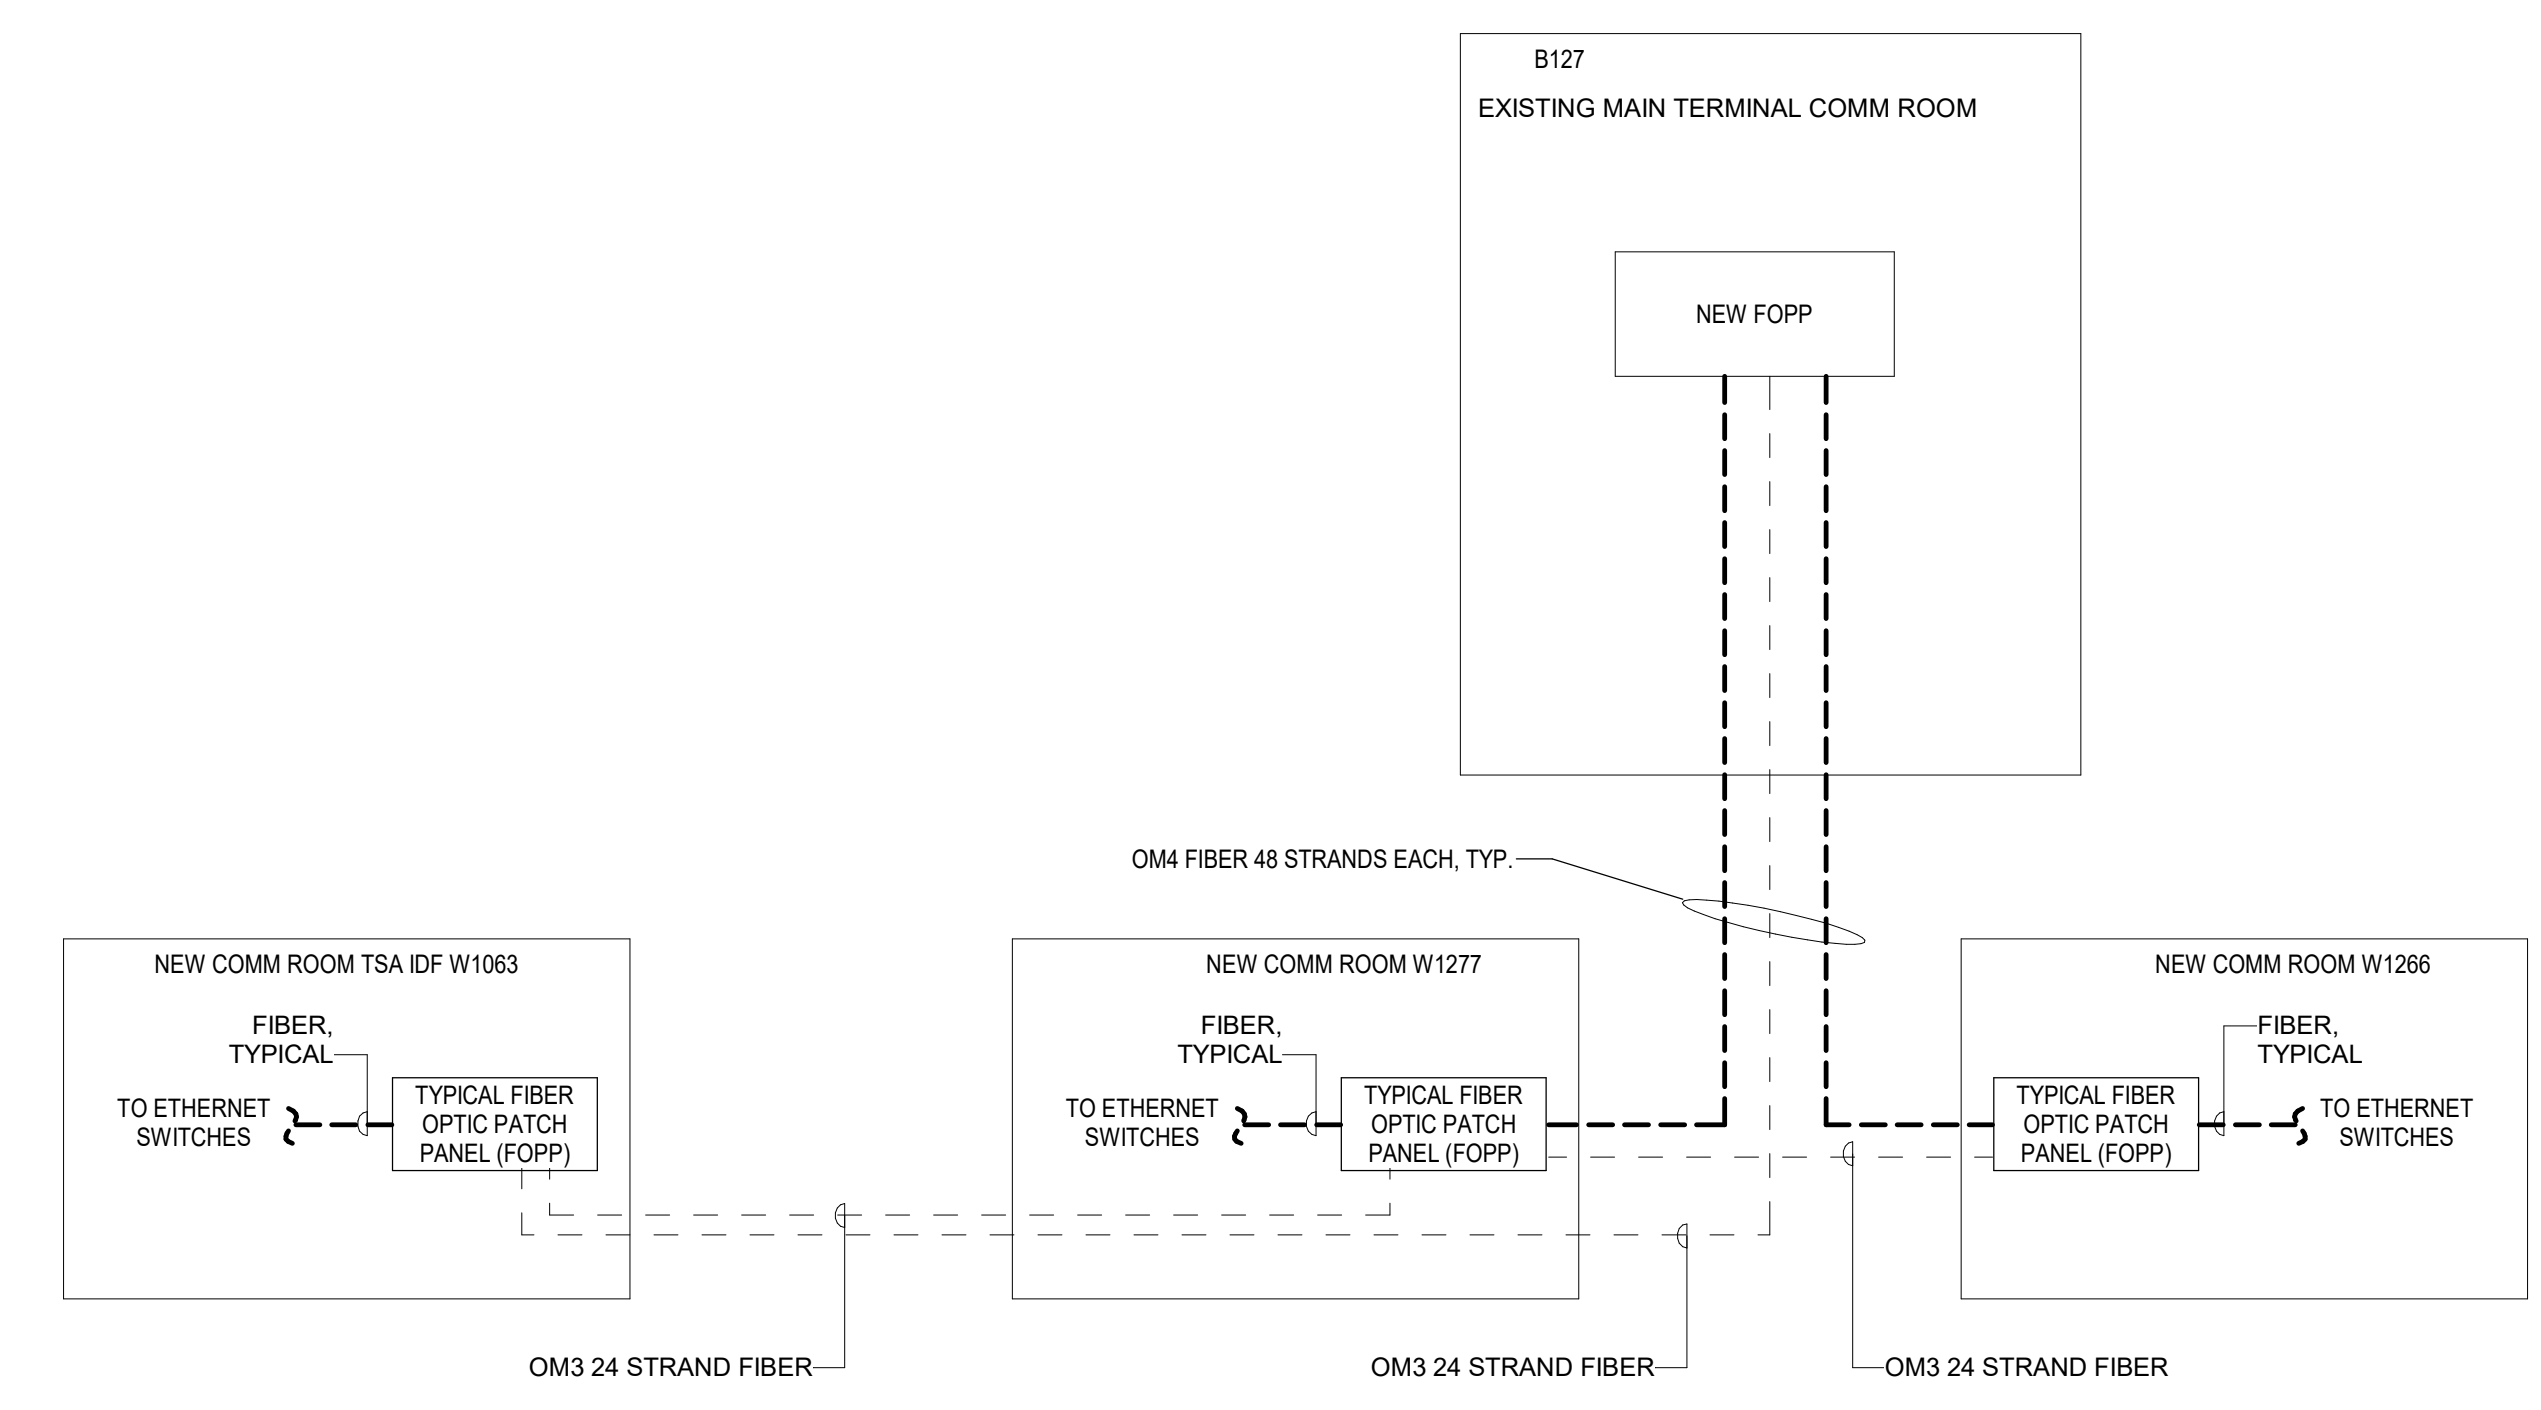 B127
EXISTING MAIN TERMINAL COMM ROOM
NEW FOPP
OM4 FIBER 48 STRANDS EACH, TYP.
NEW COMM ROOM TSA IDF W1063
FIBER,
TYPICAL
TO ETHERNET
SWITCHES
TYPICAL FIBER
OPTIC PATCH
PANEL (FOPP)
NEW COMM ROOM W1277
FIBER,
TYPICAL
TO ETHERNET
SWITCHES
TYPICAL FIBER
OPTIC PATCH
PANEL (FOPP)
NEW COMM ROOM W1266
FIBER,
TYPICAL
TYPICAL FIBER
OPTIC PATCH
PANEL (FOPP)
TO ETHERNET
SWITCHES
OM3 24 STRAND FIBER
OM3 24 STRAND FIBER
OM3 24 STRAND FIBER